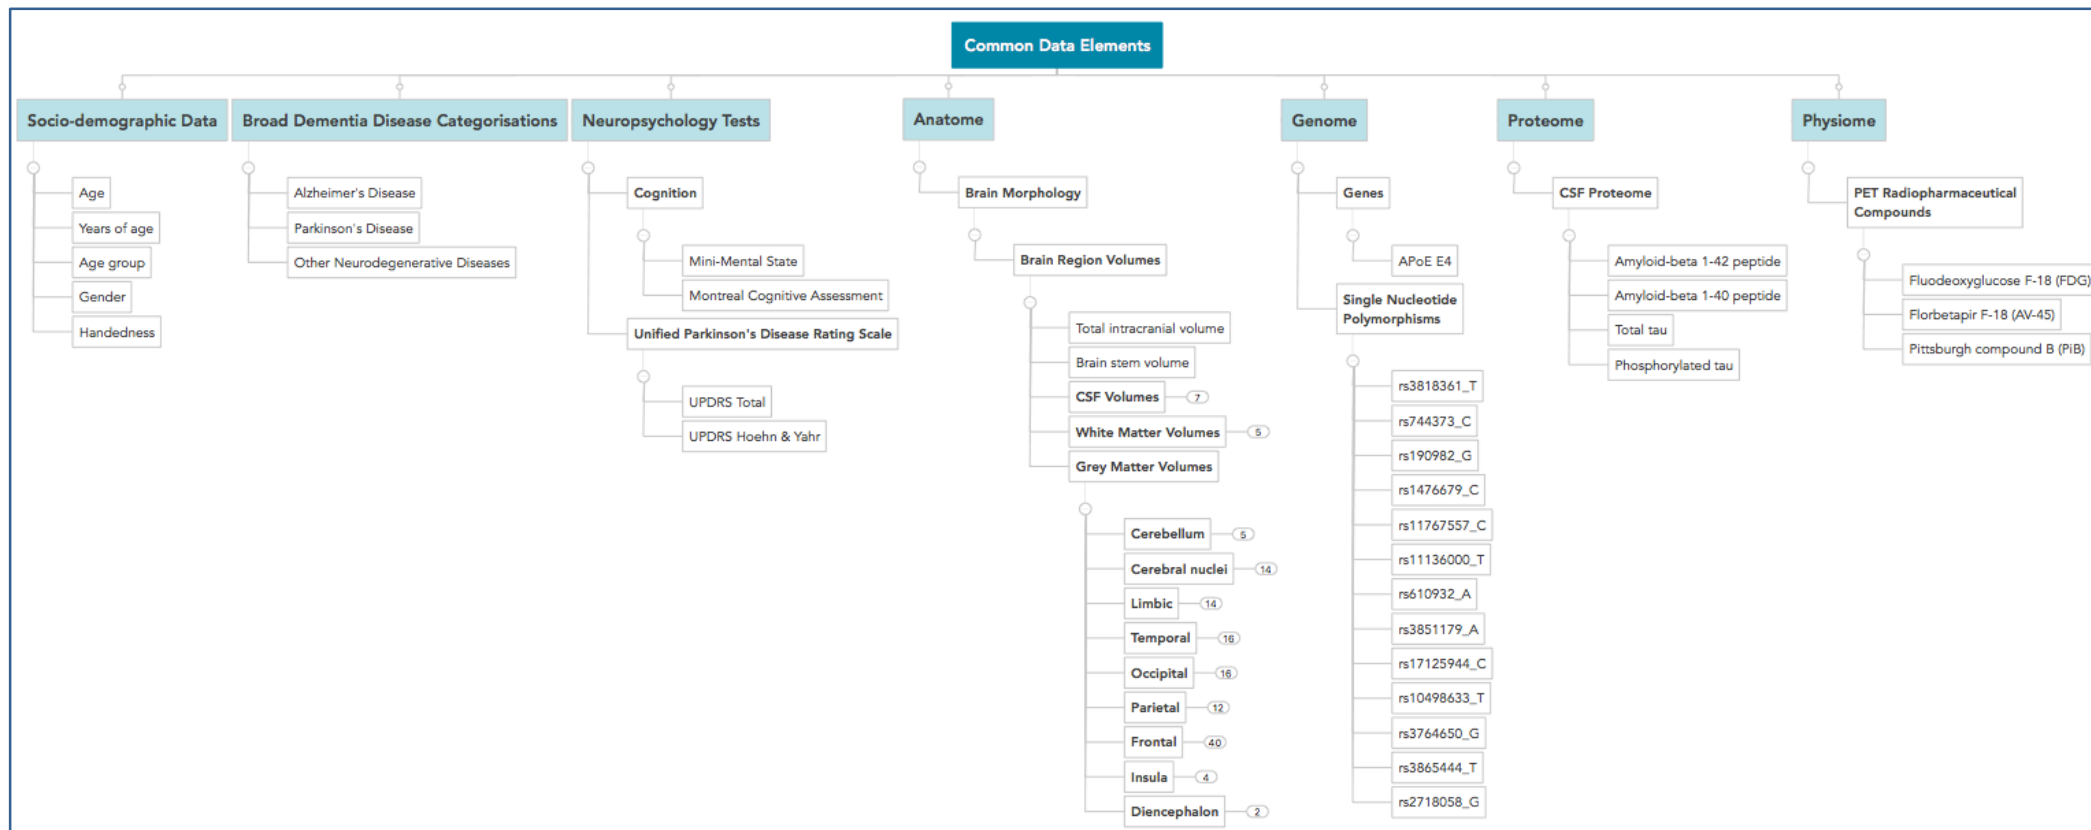 Common Data Elements
Socio-demographic Data
Age
Years of age
Age group
Gender
Handedness
Broad Dementia Disease Categorisations
Alzheimer's Disease
Parkinson's Disease
Other Neurodegenerative Diseases
Neuropsychology Tests
Cognition
Mini-Mental State
Montreal Cognitive Assessment
Unified Parkinson's Disease Rating Scale
UPDRS Total
UPDRS Hoehn & Yahr
Anatome
Brain Morphology
Brain Region Volumes
Total intracranial volume
Brain stem volume
CSF Volumes 7
White Matter Volumes 5
Grey Matter Volumes
Cerebellum 5
Cerebral nuclei 14
Limbic 14
Temporal 16
Occipital 16
Parietal 12
Frontal 40
Insula 4
Diencephalon 2
Genome
Genes
APoE E4
Single Nucleotide
Polymorphisms
rs3818361_T
rs744373_C
rs190982_G
rs1476679_C
rs11767557_C
rs11136000_T
rs610932_A
rs3851179_A
rs17125944_C
rs10498633_T
rs3764650_G
rs3865444_T
rs2718058_G
Proteome
CSF Proteome
Amyloid-beta 1-42 peptide
Amyloid-beta 1-40 peptide
Total tau
Phosphorylated tau
Physiome
PET Radiopharmaceutical
Compounds
Fluodeoxyglucose F-18 (FDG)
Florbetapir F-18 (AV-45)
Pittsburgh compound B (PiB)